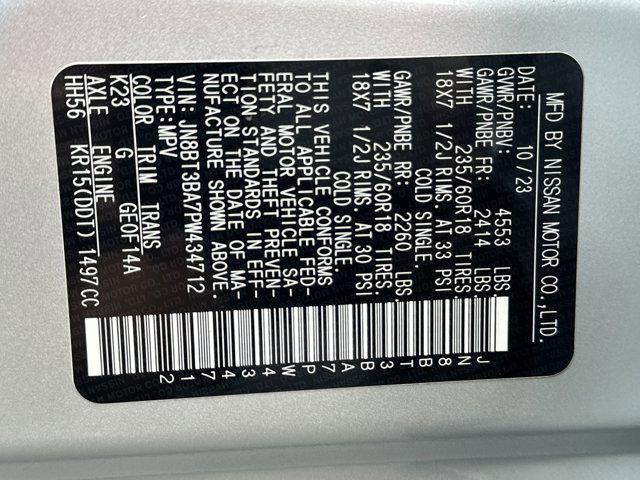 MFD BY NISSAN MOTOR CO.,LTD.
DATE: 10/23
GVWR/PNBV: 4553 LBS.
GAWR/PNBE FR: 2414 LBS.
WITH 235/60R18 TIRES.
18X7 1/2J RIMS. AT 33 PSI
COLD SINGLE.
GAWR/PNBE RR: 2260 LBS.
WITH 235/60R18 TIRES.
18X7 1/2J RIMS. AT 30 PSI
COLD SINGLE.
THIS VEHICLE CONFORMS
TO ALL APPLICABLE FED-
ERAL MOTOR VEHICLE SA-
FETY AND THEFT PREVEN-
TION STANDARDS IN EFF-
ECT ON THE DATE OF MA-
NUFACTURE SHOWN ABOVE.
VIN: JN8BT3BA7PW434712
TYPE: MPV
COLOR TRIM TRANS
K23 G GE0F14A
AXLE ENGINE
HH56 KR15(DDT) 1497CC
JN8BT3BA7PW434712